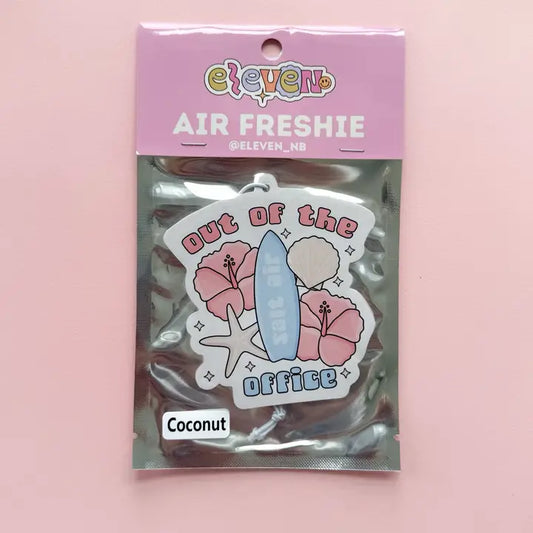 eleven
AIR FRESHIE
@ELEVEN_NB
out of the
salt air
office
Coconut